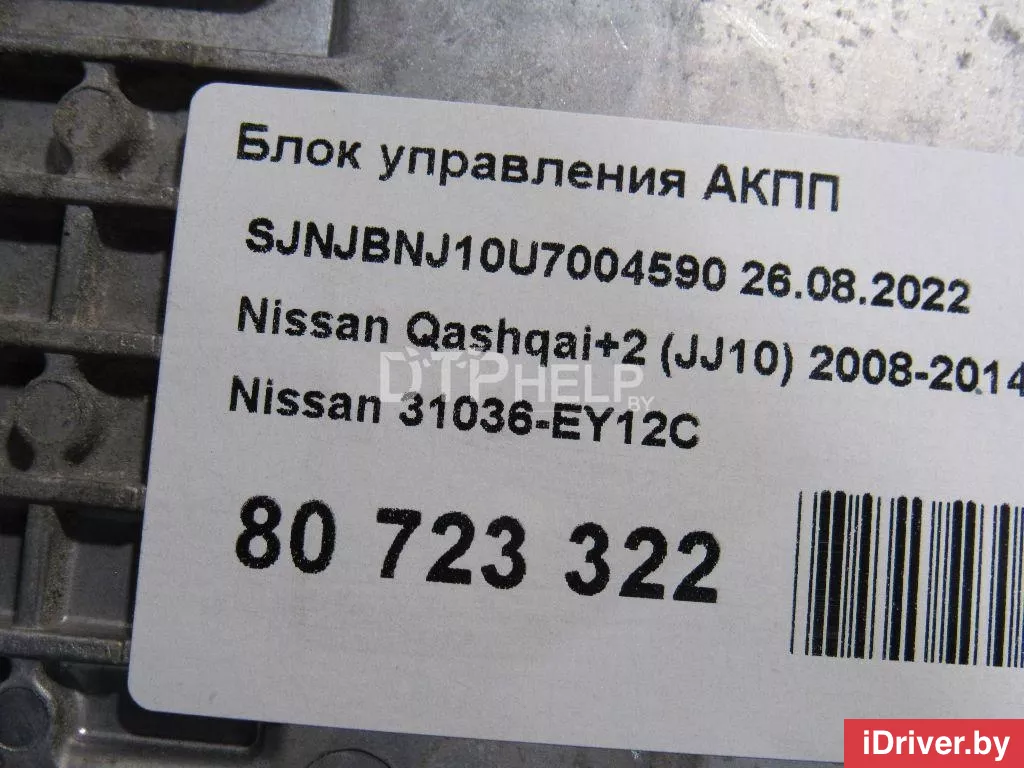 Блок управления АКПП
SJNJBNJ10U7004590 26.08.2022
Nissan Qashqai+2 (JJ10) 2008-2014
DTPHELP.BY
Nissan 31036-EY12C
80 723 322
iDriver.by